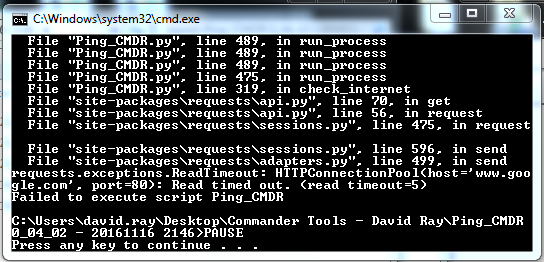 C:\Windows\system32\cmd.exe
File "Ping_CMDR.py", line 489, in run_process
File "Ping_CMDR.py", line 489, in run_process
File "Ping_CMDR.py", line 489, in run_process
File "Ping_CMDR.py", line 475, in run_process
File "Ping_CMDR.py", line 319, in check_internet
File "site-packages\requests\api.py", line 70, in get
File "site-packages\requests\api.py", line 56, in request
File "site-packages\requests\sessions.py", line 475, in request
File "site-packages\requests\sessions.py", line 596, in send
File "site-packages\requests\adapters.py", line 499, in send
requests.exceptions.ReadTimeout: HTTPConnectionPool(host='www.goo
gle.com', port=80): Read timed out. (read timeout=5)
Failed to execute script Ping_CMDR
C:\Users\david.ray\Desktop\Commander Tools - David Ray\Ping_CMDR
0_04_02 - 20161116 2146>PAUSE
Press any key to continue . . .